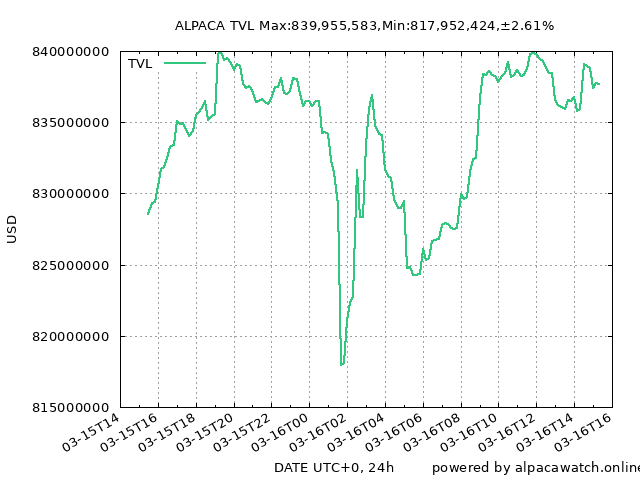 ALPACA TVL Max:839,955,583,Min:817,952,424,±2.61%
TVL
840000000
835000000
830000000
825000000
820000000
815000000
USD
03-15T14
03-15T16
03-15T18
03-15T20
03-15T22
03-16T00
03-16T02
03-16T04
03-16T06
03-16T08
03-16T10
03-16T12
03-16T14
03-16T16
DATE UTC+0, 24h
powered by alpacawatch.online